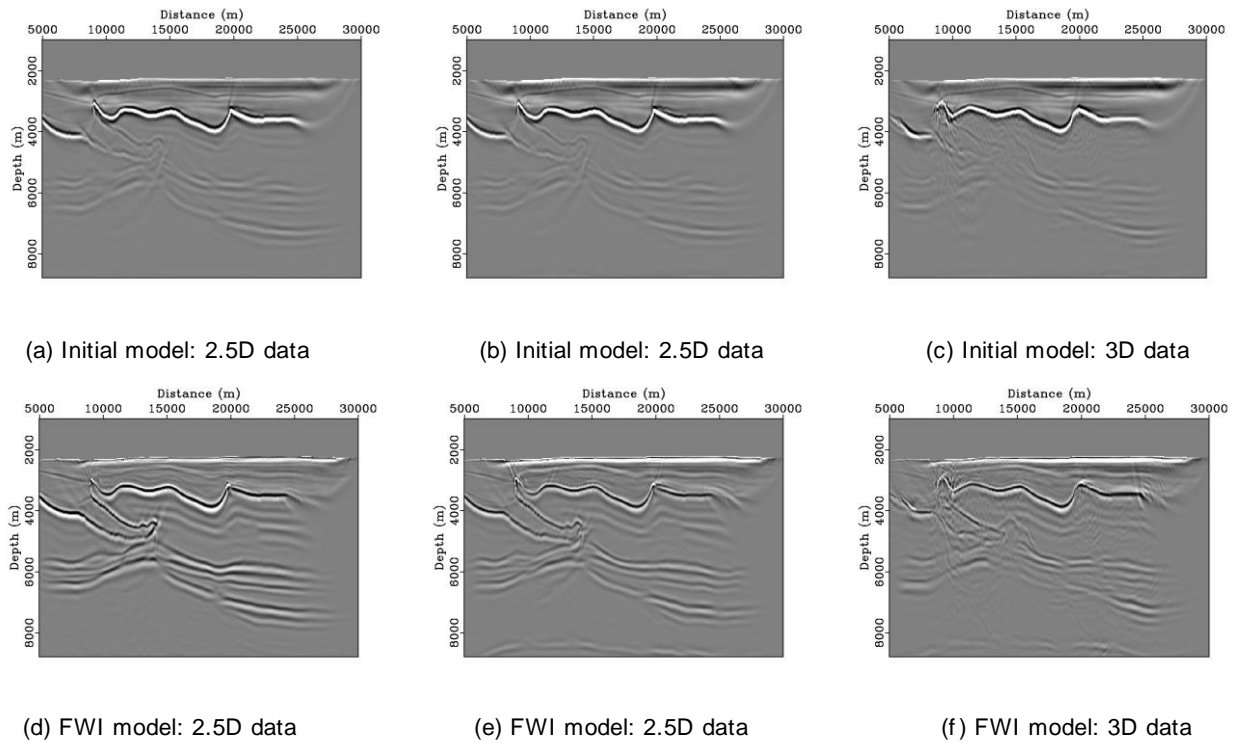 Distance (m)
5000 10000 15000 20000 25000 30000
Depth (m)
2000
4000
6000
8000
(a) Initial model: 2.5D data
Distance (m)
5000 10000 15000 20000 25000 30000
Depth (m)
2000
4000
6000
8000
(b) Initial model: 2.5D data
Distance (m)
5000 10000 15000 20000 25000 30000
Depth (m)
2000
4000
6000
8000
(c) Initial model: 3D data
Distance (m)
5000 10000 15000 20000 25000 30000
Depth (m)
2000
4000
6000
8000
(d) FWI model: 2.5D data
Distance (m)
5000 10000 15000 20000 25000 30000
Depth (m)
2000
4000
6000
8000
(e) FWI model: 2.5D data
Distance (m)
5000 10000 15000 20000 25000 30000
Depth (m)
2000
4000
6000
8000
(f) FWI model: 3D data